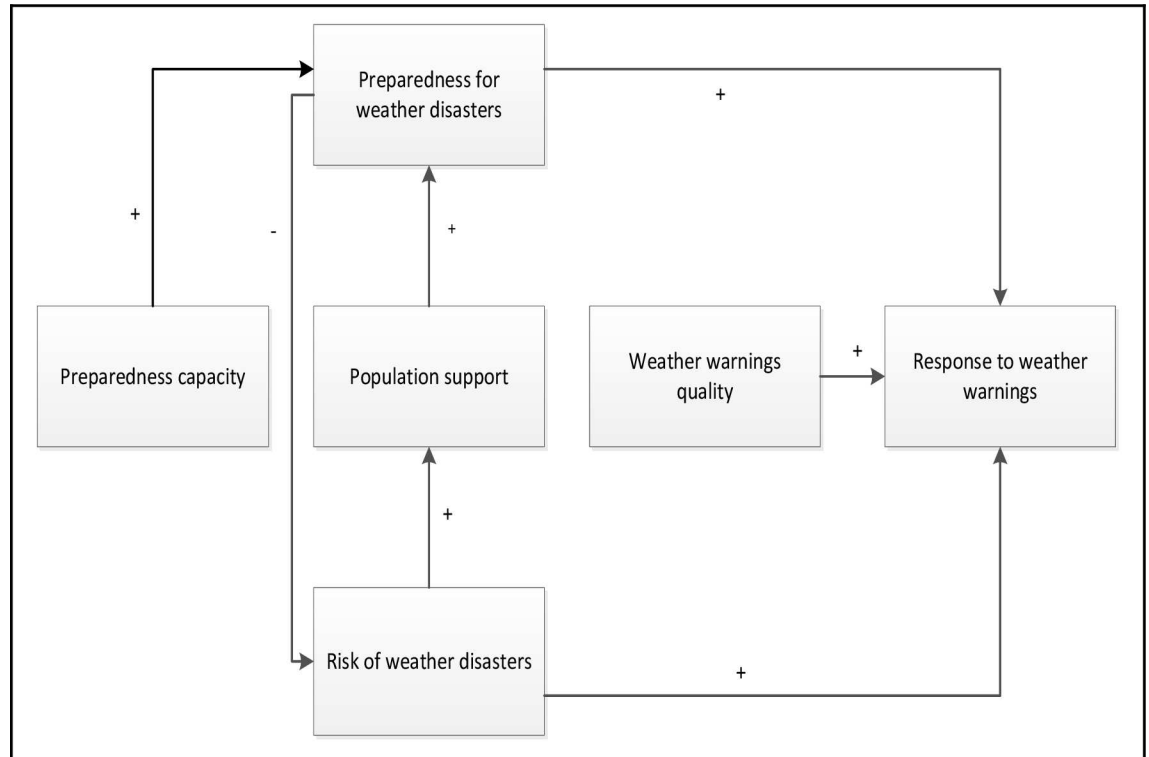 Preparedness for
weather disasters
+
+
-
+
Preparedness capacity
Population support
Weather warnings
quality
+
Response to weather
warnings
+
Risk of weather disasters
+